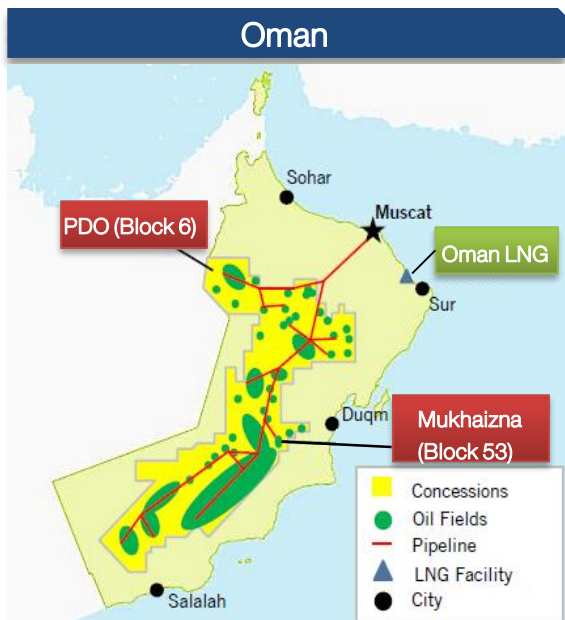 Oman
Sohar
Muscat
PDO (Block 6)
Oman LNG
Sur
Duqm
Mukhaizna
(Block 53)
Concessions
Oil Fields
Pipeline
LNG Facility
City
Salalah